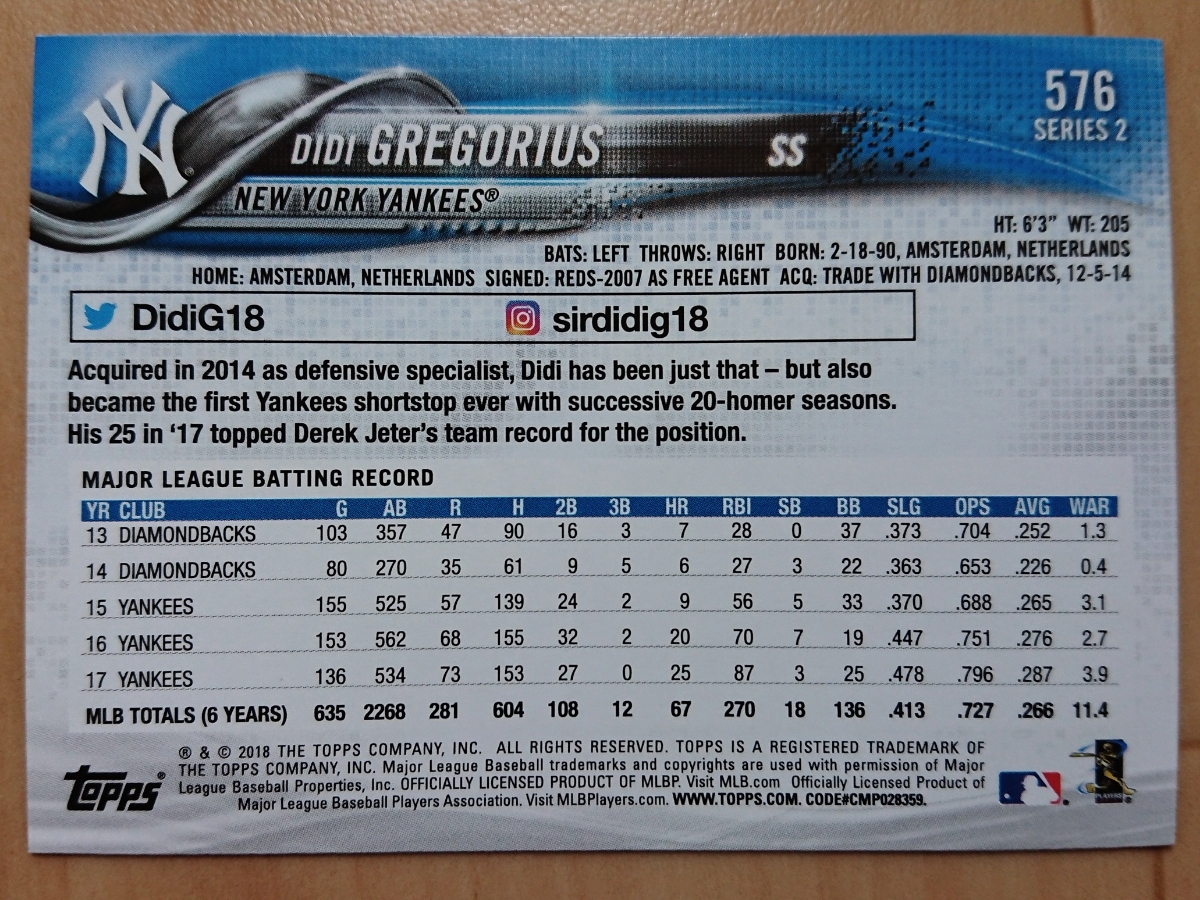 NY
576
SERIES 2
DIDI GREGORIUS SS
NEW YORK YANKEES®
HT: 6'3" WT: 205
BATS: LEFT THROWS: RIGHT BORN: 2-18-90, AMSTERDAM, NETHERLANDS
HOME: AMSTERDAM, NETHERLANDS SIGNED: REDS-2007 AS FREE AGENT ACQ: TRADE WITH DIAMONDBACKS, 12-5-14
DidiG18 sirdidig18
Acquired in 2014 as defensive specialist, Didi has been just that – but also
became the first Yankees shortstop ever with successive 20-homer seasons.
His 25 in ‘17 topped Derek Jeter's team record for the position.
MAJOR LEAGUE BATTING RECORD
YR CLUB G AB R H 2B 3B HR RBI SB BB SLG OPS AVG WAR
13 DIAMONDBACKS 103 357 47 90 16 3 7 28 0 37 .373 .704 .252 1.3
14 DIAMONDBACKS 80 270 35 61 9 5 6 27 3 22 .363 .653 .226 0.4
15 YANKEES 155 525 57 139 24 2 9 56 5 33 .370 .688 .265 3.1
16 YANKEES 153 562 68 155 32 2 20 70 7 19 .447 .751 .276 2.7
17 YANKEES 136 534 73 153 27 0 25 87 3 25 .478 .796 .287 3.9
MLB TOTALS (6 YEARS) 635 2268 281 604 108 12 67 270 18 136 .413 .727 .266 11.4
® & © 2018 THE TOPPS COMPANY, INC. ALL RIGHTS RESERVED. TOPPS IS A REGISTERED TRADEMARK OF
THE TOPPS COMPANY, INC. Major League Baseball trademarks and copyrights are used with permission of Major
League Baseball Properties, Inc. OFFICIALLY LICENSED PRODUCT OF MLBP. Visit MLB.com Officially Licensed Product of
Major League Baseball Players Association. Visit MLBPlayers.com. WWW.TOPPS.COM. CODE#CMP028359.
Topps®